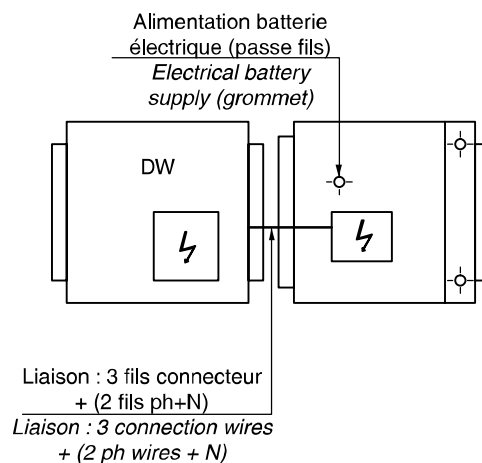 Alimentation batterie
électrique (passe fils)
Electrical battery
supply (grommet)
DW
Liaison : 3 fils connecteur
+ (2 fils ph+N)
Liaison : 3 connection wires
+ (2 ph wires + N)